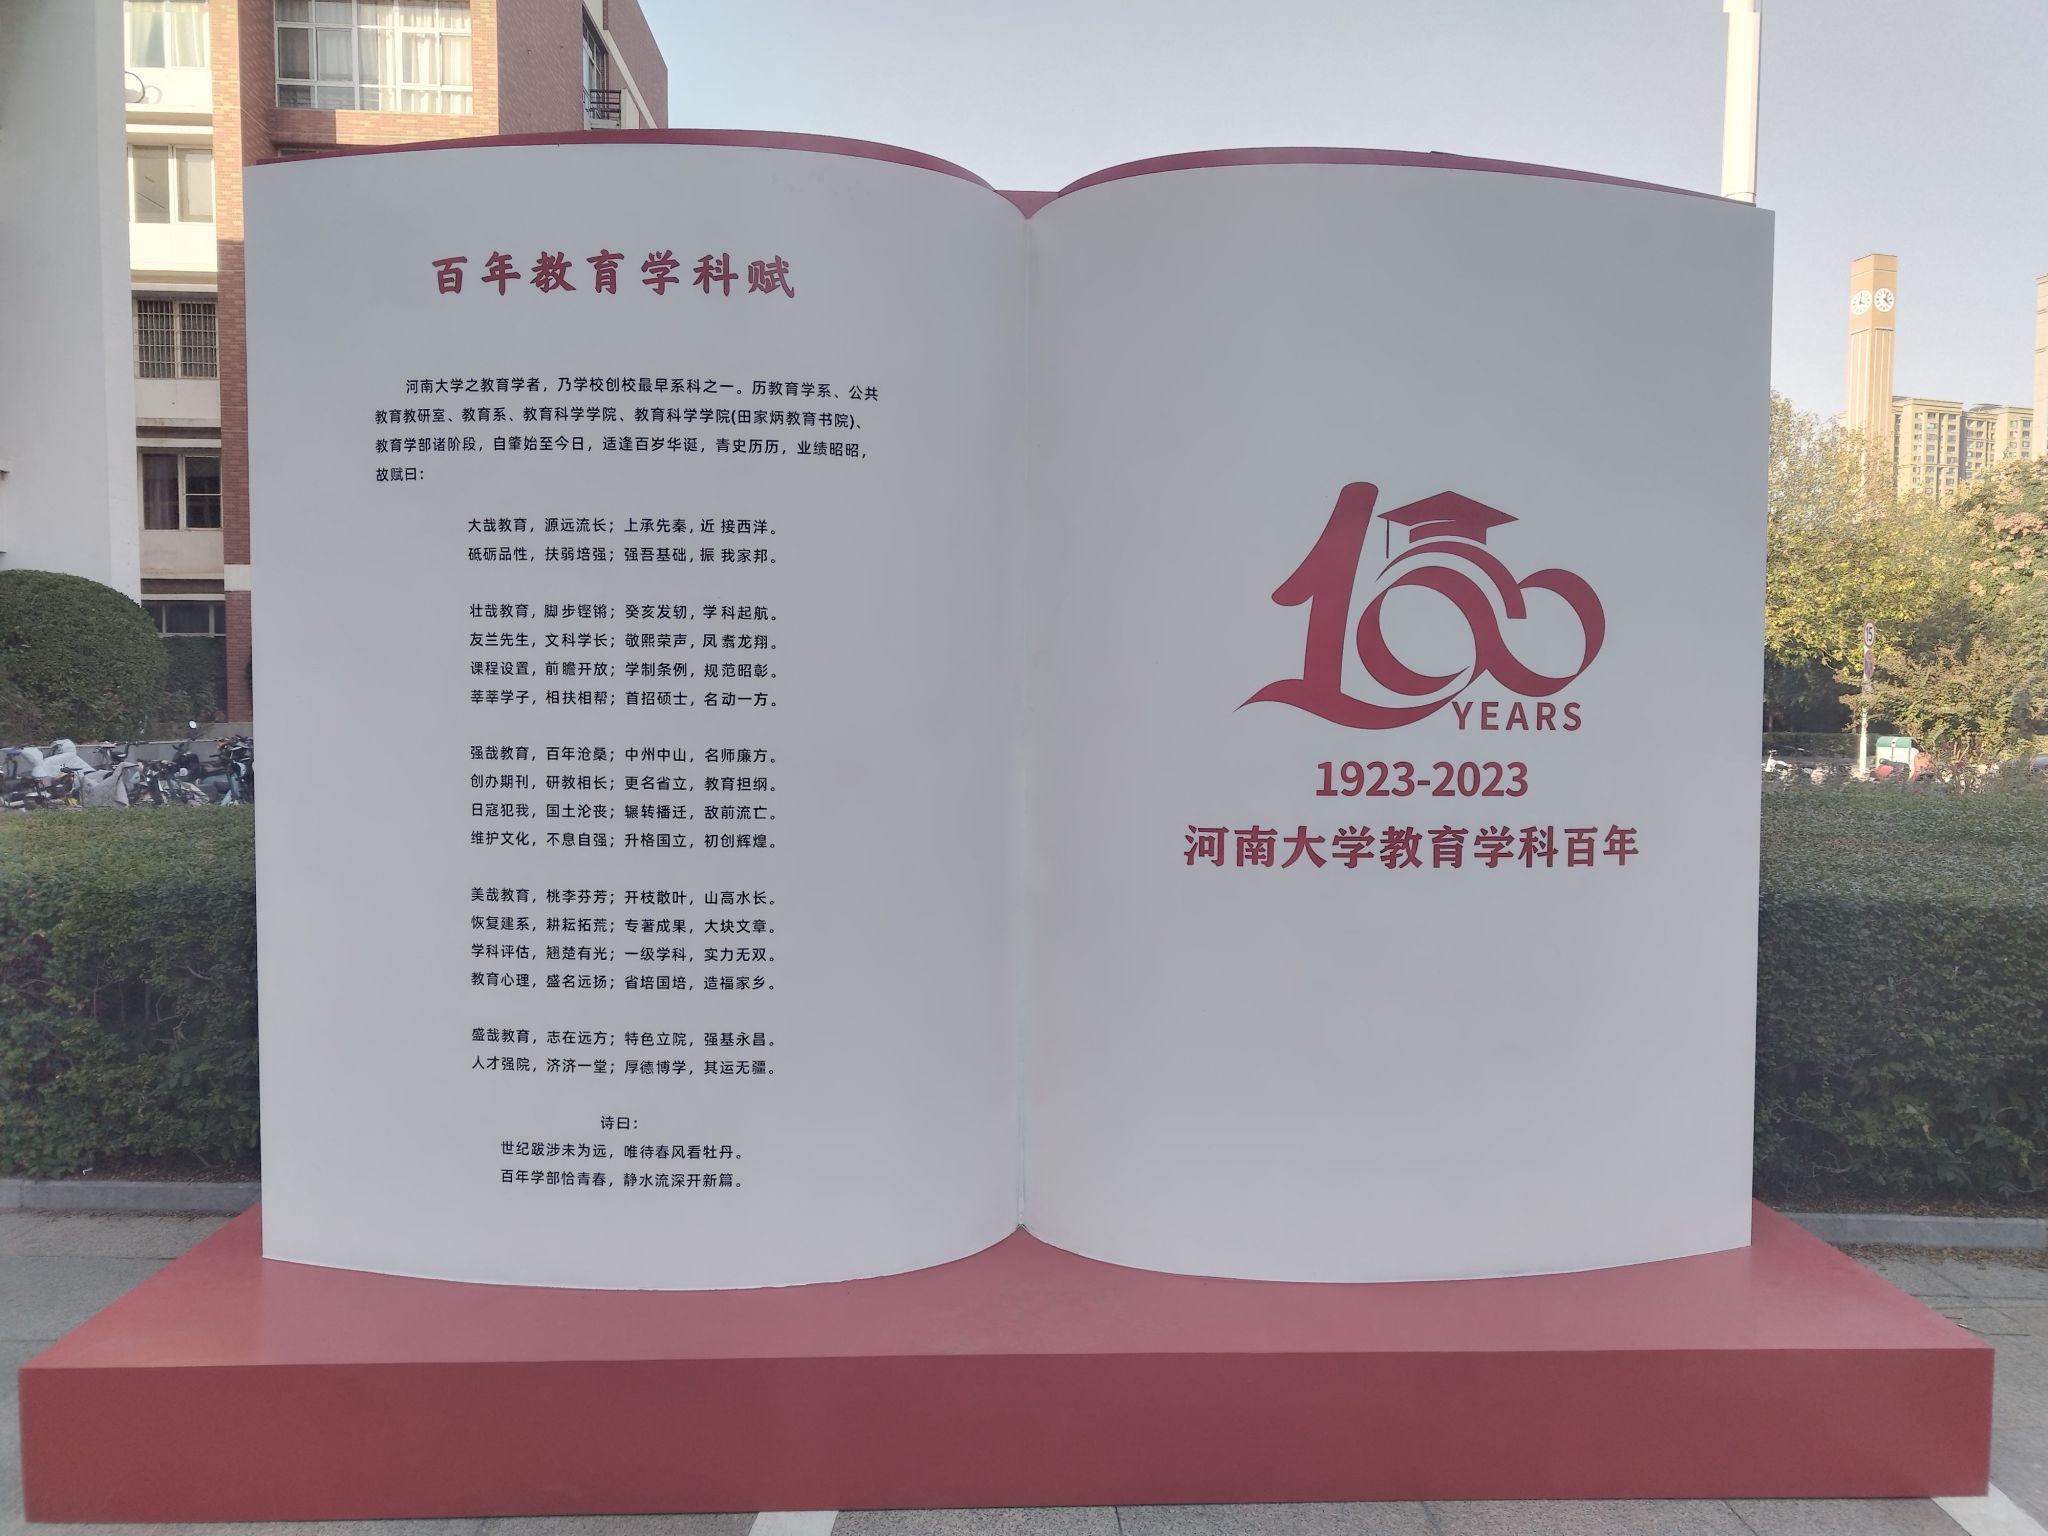 百年教育学科赋
河南大学之教育学者，乃学校创校最早系科之一。历教育学系、公共
教育教研室、教育系、教育科学学院、教育科学学院(田家炳教育书院)、
教育学部诸阶段，自肇始至今日，适逢百岁华诞，青史历历，业绩昭昭，
故赋曰：
大哉教育，源远流长；上承先秦，近 接西洋。
砥砺品性，扶弱培强；强吾基础，振 我家邦。
壮哉教育，脚步铿锵；癸亥发轫，学科起航。
友兰先生，文科学长；敬熙荣声，凤翥龙翔。
课程设置，前瞻开放；学制条例，规范昭彰。
莘莘学子，相扶相帮；首招硕士，名动一方。
强哉教育，百年沧桑；中州中山，名师廉方。
创办期刊，研教相长；更名省立，教育担纲。
日寇犯我，国土沦丧；辗转播迁，敌前流亡。
维护文化，不息自强；升格国立，初创辉煌。
美哉教育，桃李芬芳；开枝散叶，山高水长。
恢复建系，耕耘拓荒；专著成果，大块文章。
学科评估，翘楚有光；一级学科，实力无双。
教育心理，盛名远扬；省培国培，造福家乡。
盛哉教育，志在远方；特色立院，强基永昌。
人才强院，济济一堂；厚德博学，其运无疆。
诗曰：
世纪跋涉未为远，唯待春风看牡丹。
百年学部恰青春，静水流深开新篇。
100
YEARS
1923-2023
河南大学教育学科百年
15